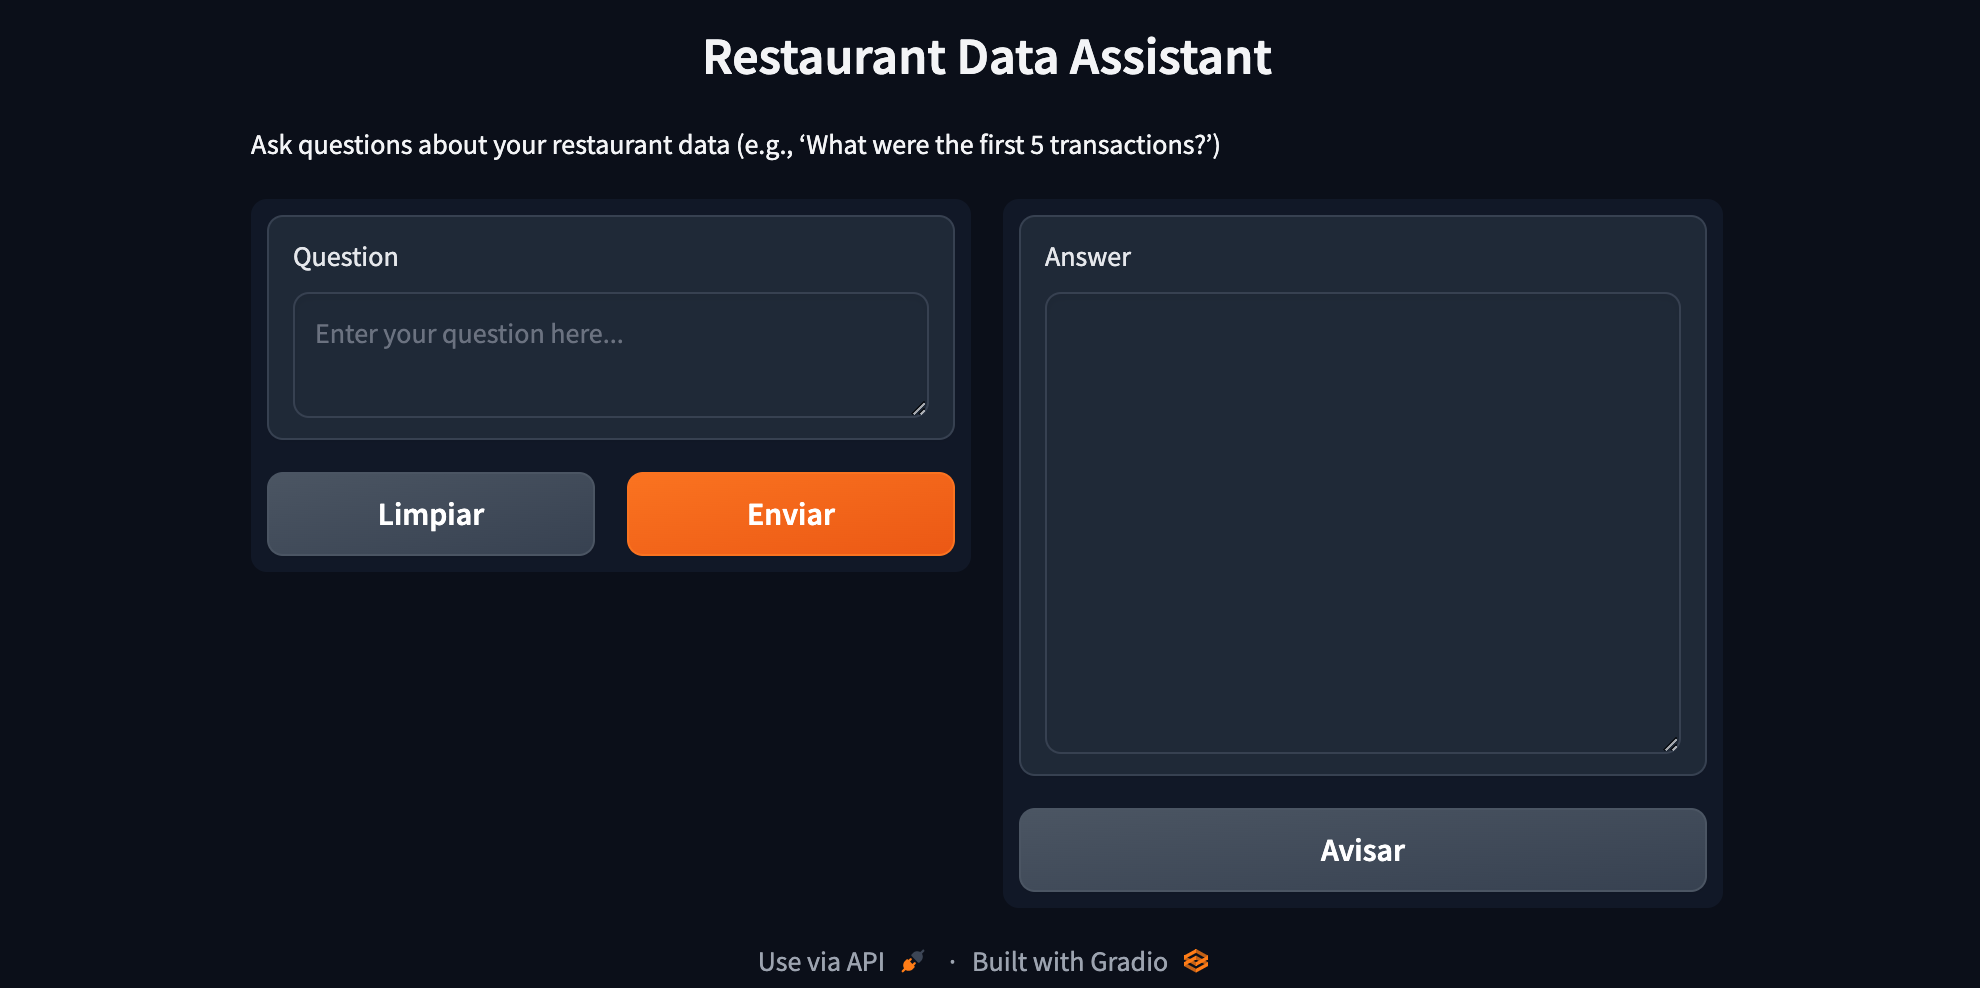 Restaurant Data Assistant
Ask questions about your restaurant data (e.g., ‘What were the first 5 transactions?’)
Question
Enter your question here...
Limpiar
Enviar
Answer
Avisar
Use via API · Built with Gradio